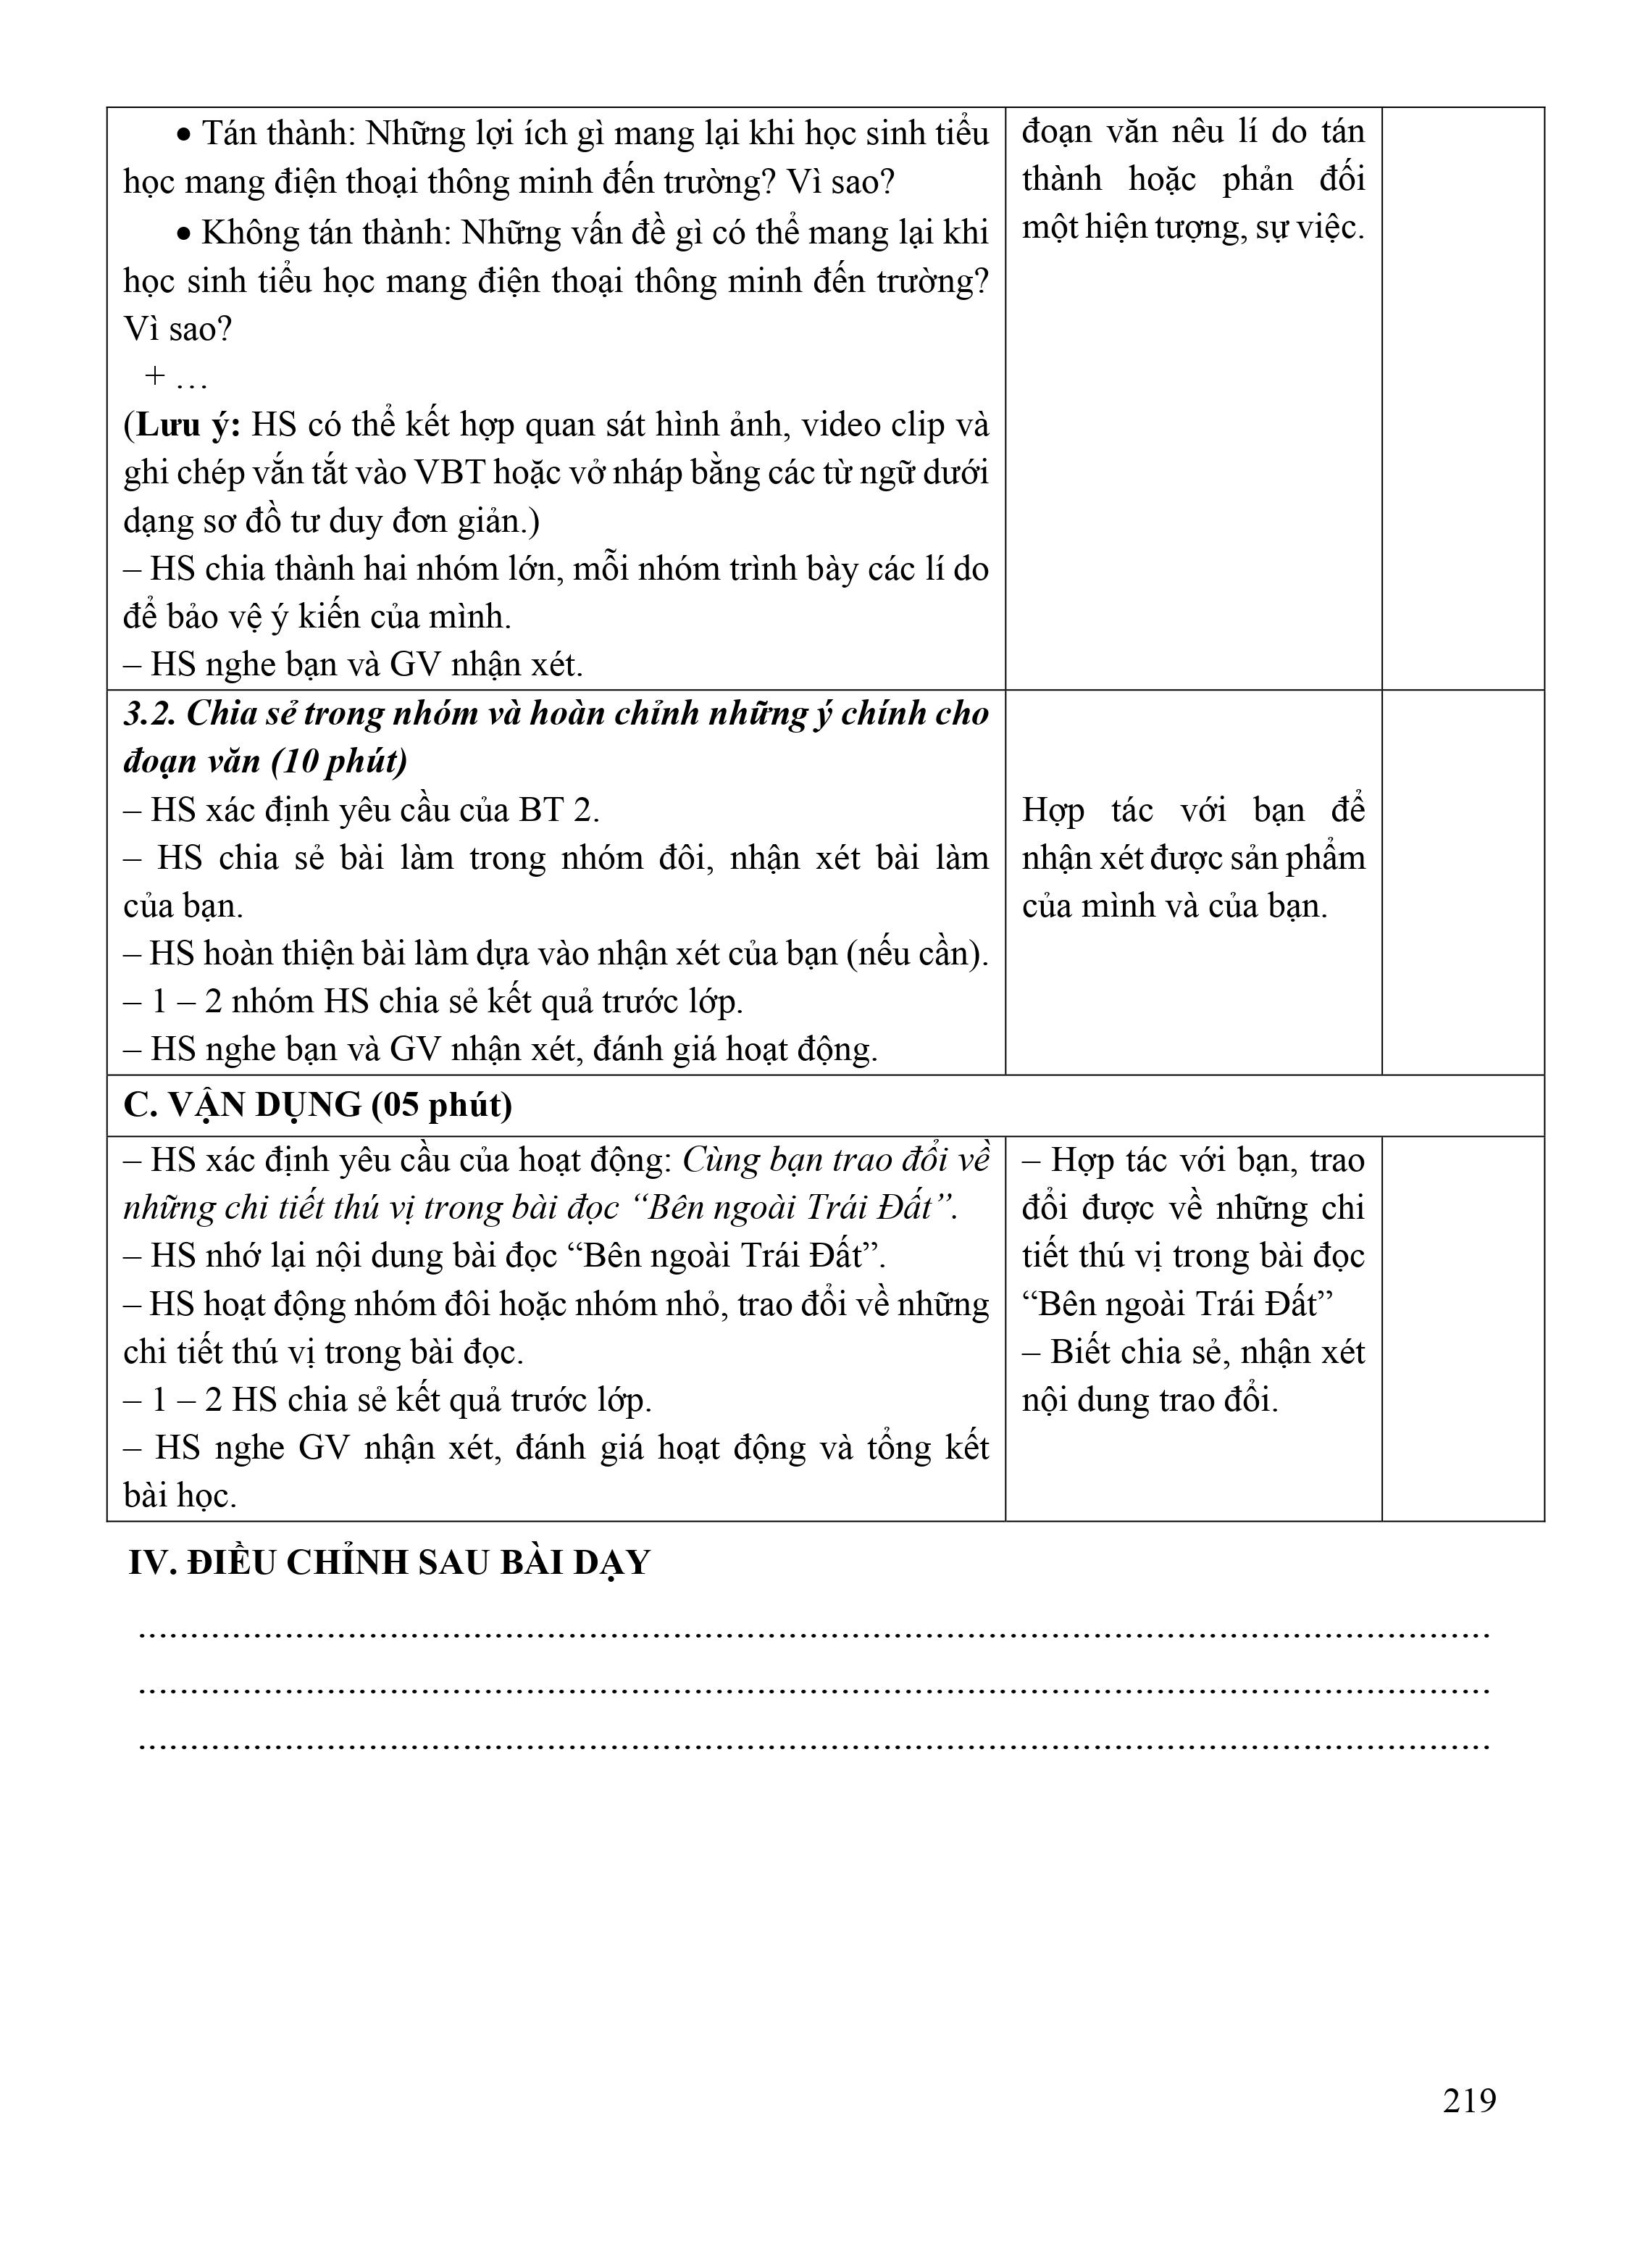 • Tán thành: Những lợi ích gì mang lại khi học sinh tiểu
học mang điện thoại thông minh đến trường? Vì sao?
• Không tán thành: Những vấn đề gì có thể mang lại khi
học sinh tiểu học mang điện thoại thông minh đến trường?
Vì sao?
+ …
(Lưu ý: HS có thể kết hợp quan sát hình ảnh, video clip và
ghi chép vắn tắt vào VBT hoặc vở nháp bằng các từ ngữ dưới
dạng sơ đồ tư duy đơn giản.)
– HS chia thành hai nhóm lớn, mỗi nhóm trình bày các lí do
để bảo vệ ý kiến của mình.
– HS nghe bạn và GV nhận xét.
đoạn văn nêu lí do tán
thành hoặc phản đối
một hiện tượng, sự việc.
3.2. Chia sẻ trong nhóm và hoàn chỉnh những ý chính cho
đoạn văn (10 phút)
– HS xác định yêu cầu của BT 2.
– HS chia sẻ bài làm trong nhóm đôi, nhận xét bài làm
của bạn.
– HS hoàn thiện bài làm dựa vào nhận xét của bạn (nếu cần).
– 1 – 2 nhóm HS chia sẻ kết quả trước lớp.
– HS nghe bạn và GV nhận xét, đánh giá hoạt động.
Hợp tác với bạn để
nhận xét được sản phẩm
của mình và của bạn.
C. VẬN DỤNG (05 phút)
– HS xác định yêu cầu của hoạt động: Cùng bạn trao đổi về
những chi tiết thú vị trong bài đọc “Bên ngoài Trái Đất”.
– HS nhớ lại nội dung bài đọc “Bên ngoài Trái Đất”.
– HS hoạt động nhóm đôi hoặc nhóm nhỏ, trao đổi về những
chi tiết thú vị trong bài đọc.
– 1 – 2 HS chia sẻ kết quả trước lớp.
– HS nghe GV nhận xét, đánh giá hoạt động và tổng kết
bài học.
– Hợp tác với bạn, trao
đổi được về những chi
tiết thú vị trong bài đọc
“Bên ngoài Trái Đất”
– Biết chia sẻ, nhận xét
nội dung trao đổi.
IV. ĐIỀU CHỈNH SAU BÀI DẠY
219